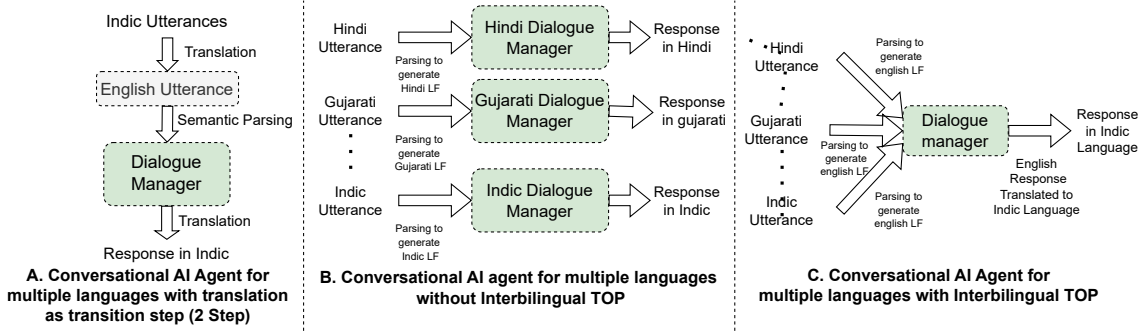 Indic Utterances
Translation
English Utterance
Semantic Parsing
Dialogue
Manager
Translation
Response in Indic
A. Conversational AI Agent for
multiple languages with translation
as transition step (2 Step)
Hindi
Utterance
Parsing to
generate
Hindi LF
Hindi Dialogue
Manager
Response
in Hindi
Gujarati
Utterance
Parsing to
generate
Gujarati LF
Gujarati Dialogue
Manager
Response
in gujarati
Indic
Utterance
Parsing to
generate
Indic LF
Indic Dialogue
Manager
Response
in Indic
B. Conversational AI agent for multiple languages
without Interbilingual TOP
Hindi
Utterance
Parsing to
generate
english LF
Gujarati
Utterance
Parsing to
generate
english LF
Indic
Utterance
Parsing to
generate
english LF
Dialogue
manager
English
Response
Translated to
Indic Language
Response
in Indic
Language
C. Conversational AI Agent for
multiple languages with Interbilingual TOP